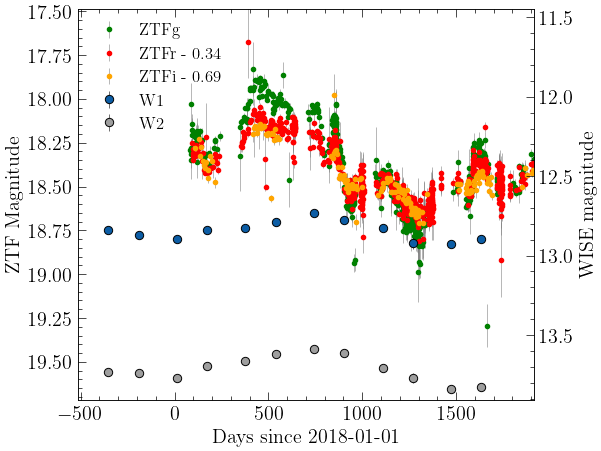 17.50
17.75
18.00
18.25
18.50
18.75
19.00
19.25
19.50
ZTF Magnitude
ZTFg
ZTFr - 0.34
ZTFi - 0.69
W1
W2
11.5
12.0
12.5
13.0
13.5
WISE magnitude
−500
0
500
1000
1500
Days since 2018-01-01